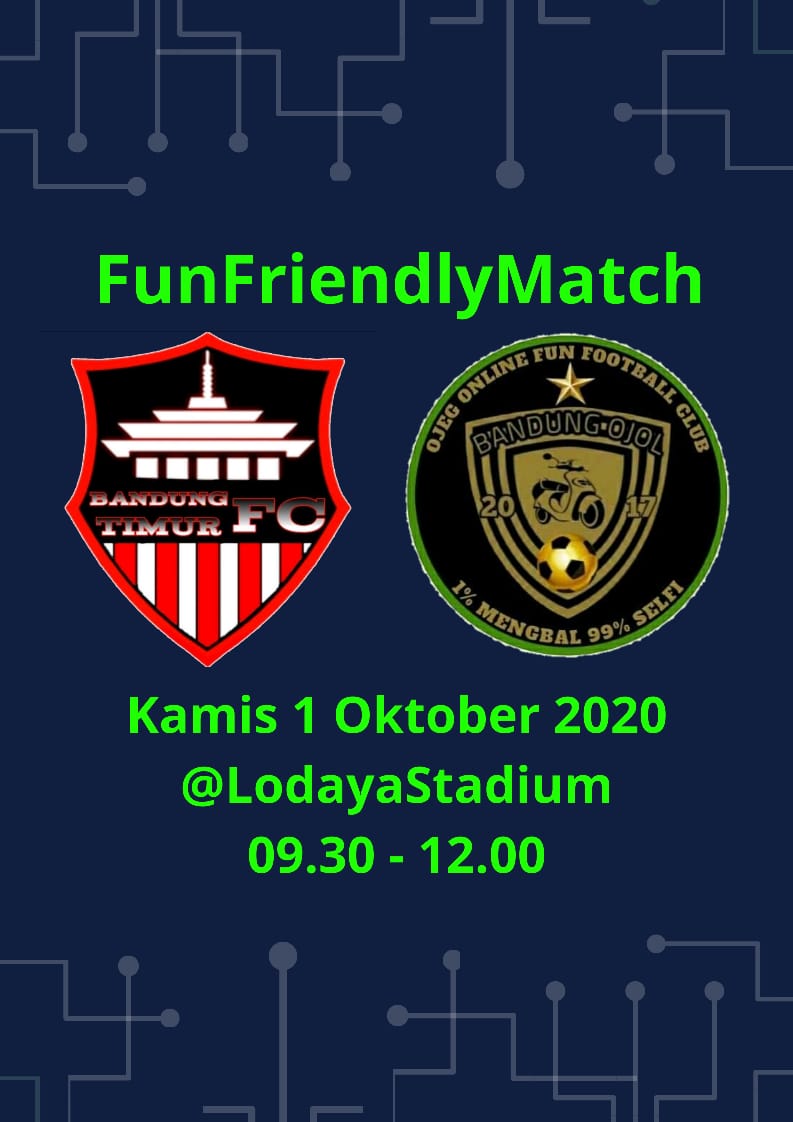 FunFriendlyMatch
BANDUNG
TIMUR FC
OJEG ONLINE FUN FOOTBALL CLUB
BANDUNG OJOL
20 17
1% MENGBAL 99% SELFI
Kamis 1 Oktober 2020
@LodayaStadium
09.30 - 12.00